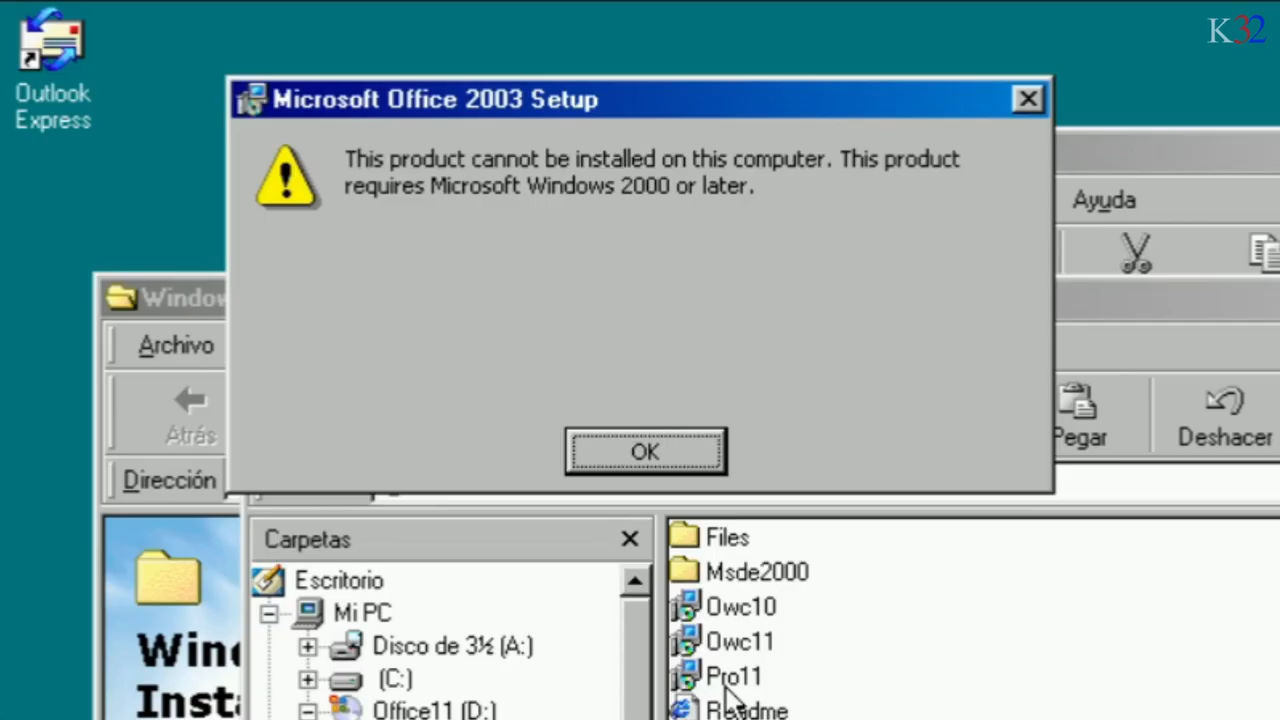 K32
Outlook
Express
Microsoft Office 2003 Setup
This product cannot be installed on this computer. This product
requires Microsoft Windows 2000 or later.
OK
Ayuda
Archivo
Atrás
Pegar
Deshacer
Dirección
Carpetas
Escritorio
Mi PC
Disco de 3½ (A:)
(C:)
Office11 (D:)
Files
Msde2000
Owc10
Owc11
Pro11
Readme